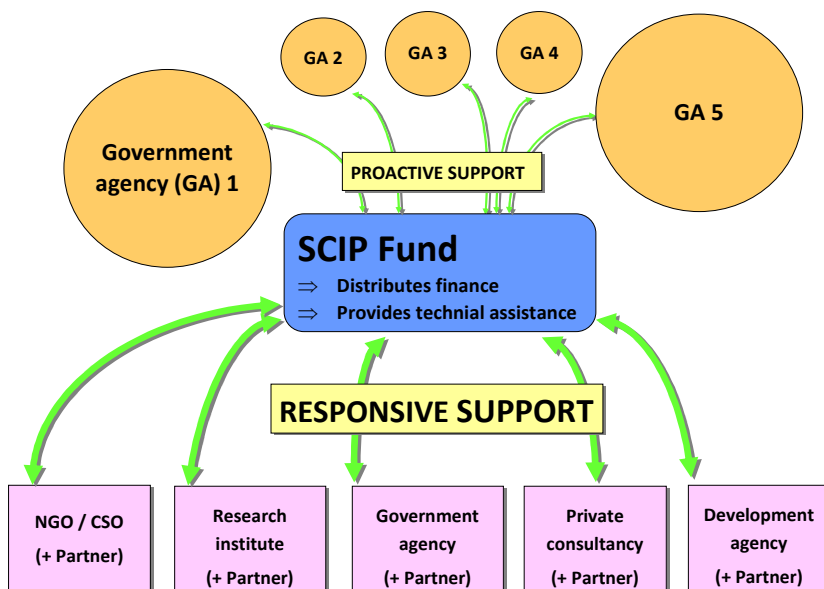 GA 2
GA 3
GA 4
GA 5
Government
agency (GA) 1
PROACTIVE SUPPORT
SCIP Fund
⇒ Distributes finance
⇒ Provides technial assistance
RESPONSIVE SUPPORT
NGO / CSO
(+ Partner)
Research
institute
(+ Partner)
Government
agency
(+ Partner)
Private
consultancy
(+ Partner)
Development
agency
(+ Partner)